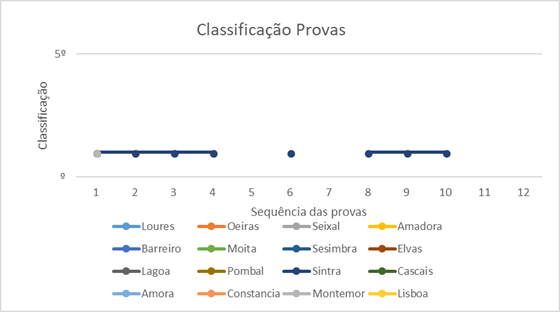 Classificação Provas
5º
Classificação
º
1 2 3 4 5 6 7 8 9 10 11 12
Sequência das provas
Loures Oeiras Seixal Amadora
Barreiro Moita Sesimbra Elvas
Lagoa Pombal Sintra Cascais
Amora Constancia Montemor Lisboa